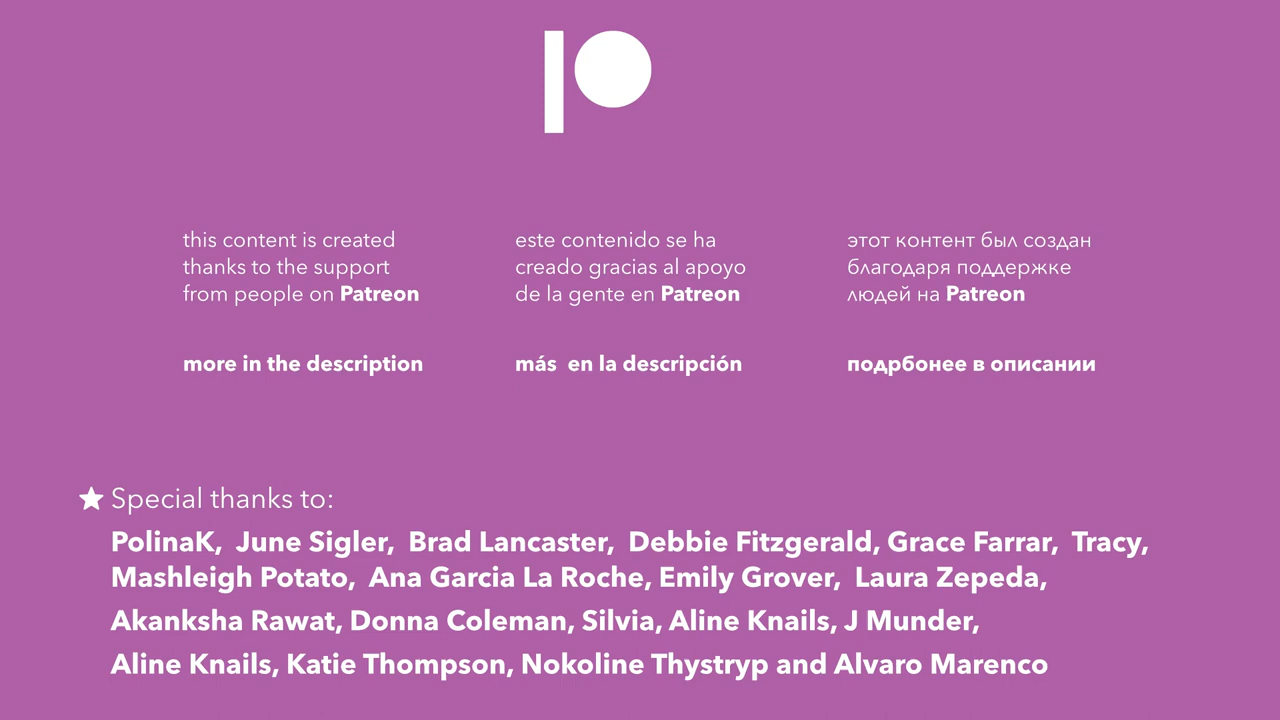 this content is created
thanks to the support
from people on Patreon
more in the description
este contenido se ha
creado gracias al apoyo
de la gente en Patreon
más en la descripción
этот контент был создан
благодаря поддержке
людей на Patreon
подрбонее в описании
Special thanks to:
PolinaK, June Sigler, Brad Lancaster, Debbie Fitzgerald, Grace Farrar, Tracy,
Mashleigh Potato, Ana Garcia La Roche, Emily Grover, Laura Zepeda,
Akanksha Rawat, Donna Coleman, Silvia, Aline Knails, J Munder,
Aline Knails, Katie Thompson, Nokoline Thystryp and Alvaro Marenco